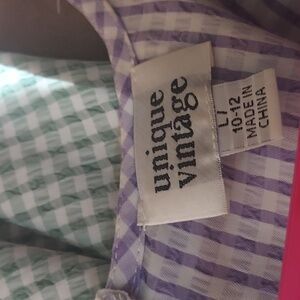 unique
vintage
L/
10-12
MADE IN
CHINA